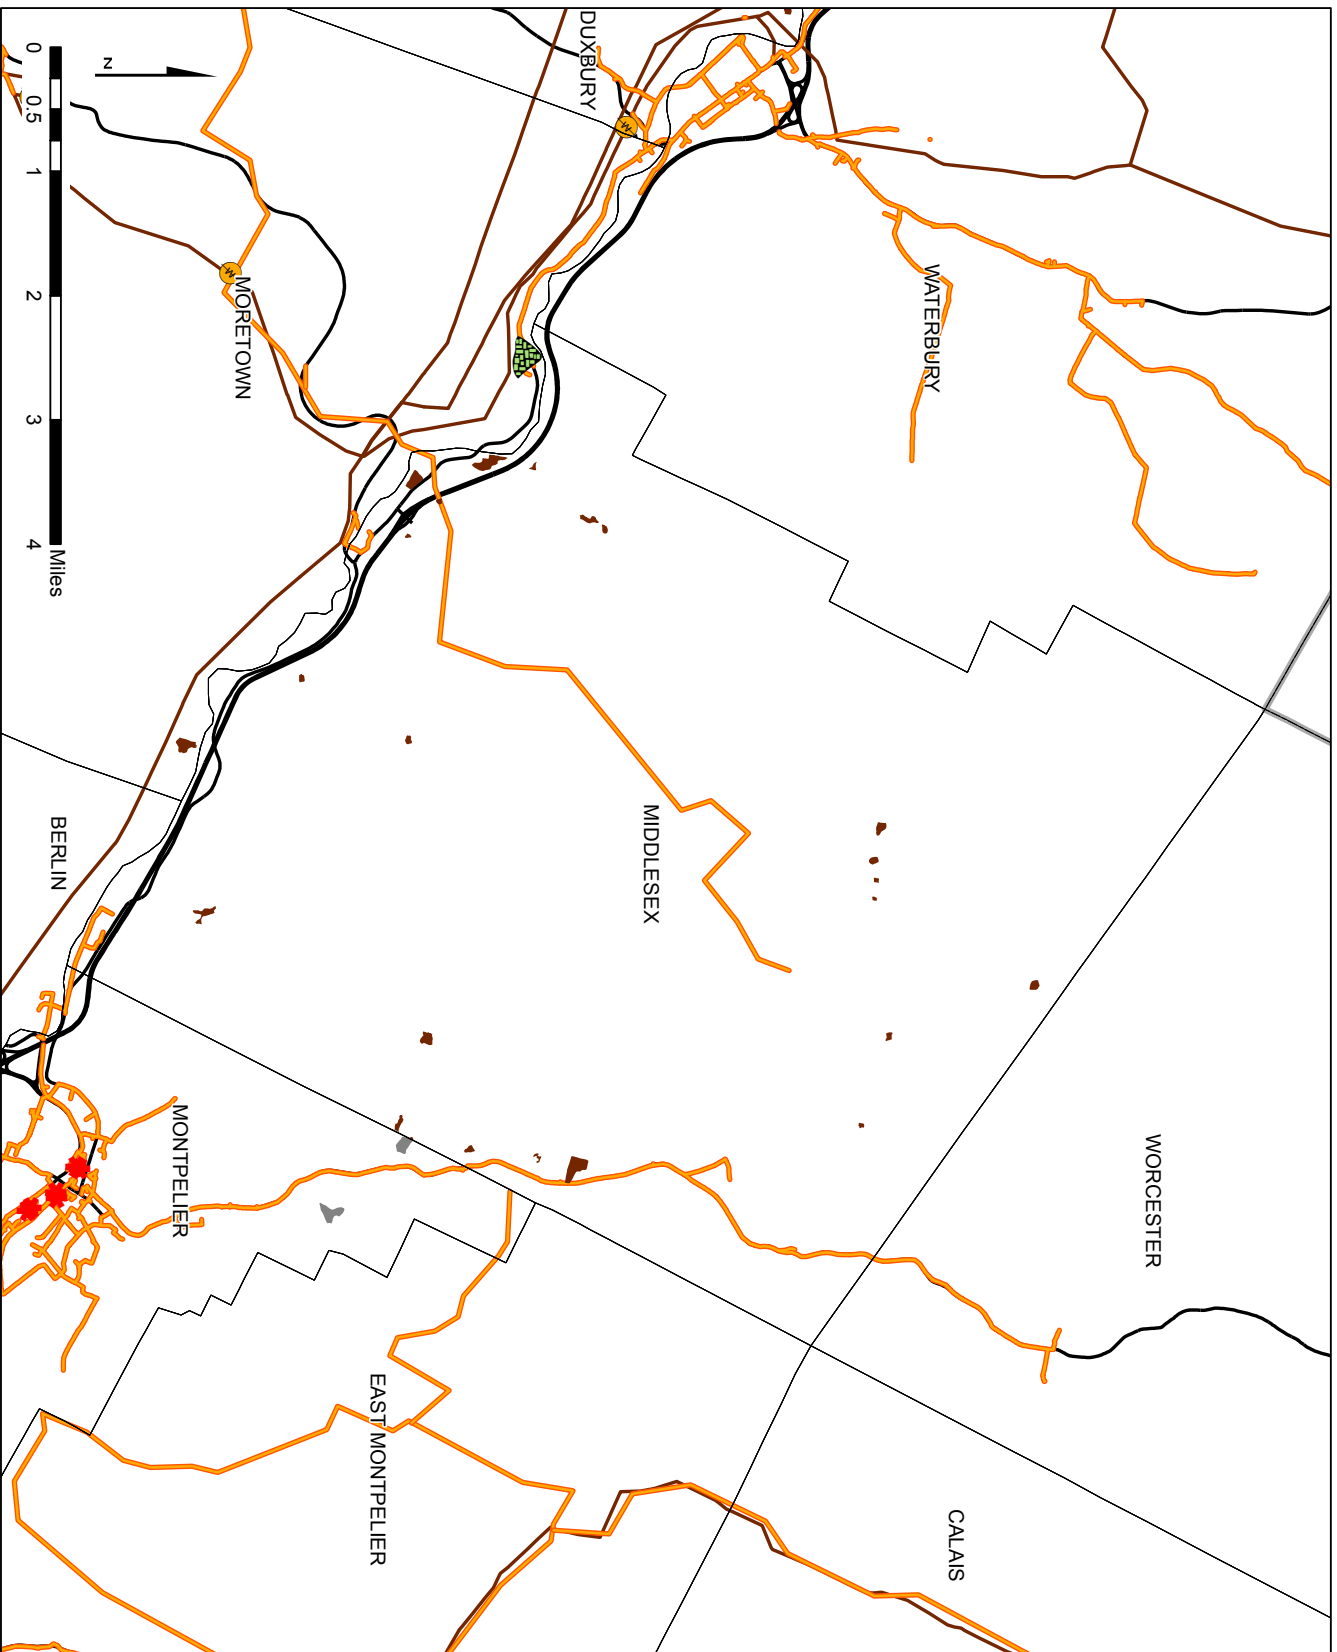 DUXBURY
WATERBURY
MORETOWN
MIDDLESEX
BERLIN
WORCESTER
MONTPELIER
EAST MONTPELIER
CALAIS
N
0 0.5 1 2 3 4
Miles
W
W